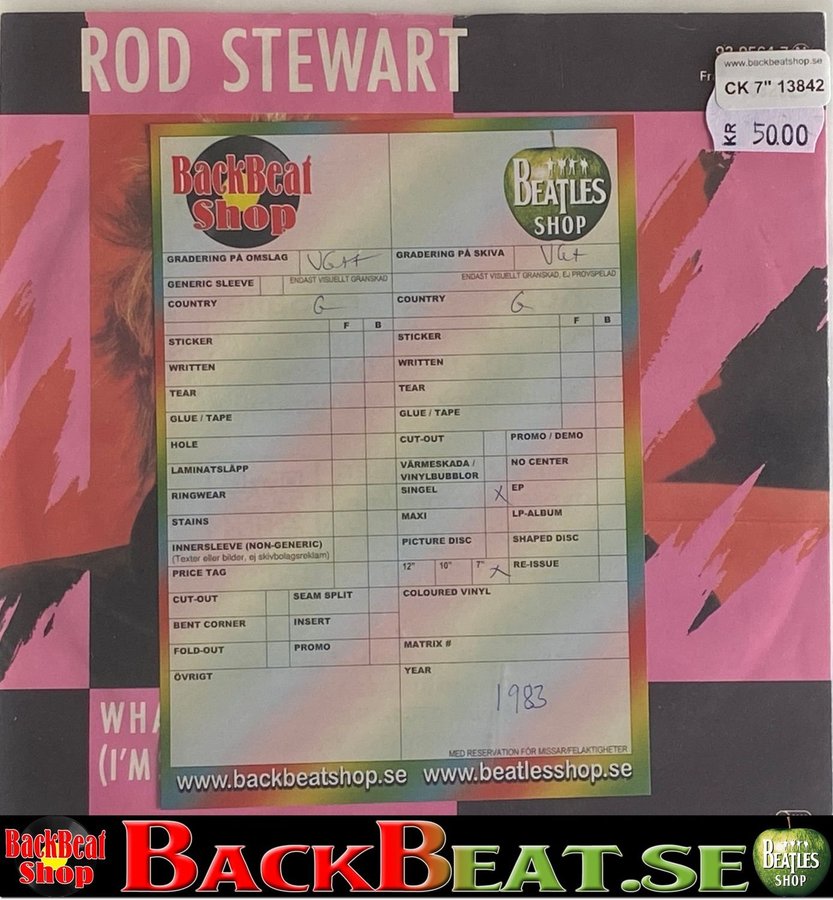 ROD STEWART
www.backbeatshop.se
CK 7" 13842
KR 50.00
BackBeat
Shop
BEATLES
SHOP
GRADERING PÅ OMSLAG VG++ GRADERING PÅ SKIVA VG+
GENERIC SLEEVE ENDAST VISUELLT GRANSKAD ENDAST VISUELLT GRANSKAD, EJ PROVSPELAD
COUNTRY G COUNTRY G
F B F B
STICKER STICKER
WRITTEN WRITTEN
TEAR TEAR
GLUE / TAPE GLUE / TAPE
HOLE CUT-OUT PROMO / DEMO
LAMINATSLÄPP VÄRMESKADA / VINYLBUBBLOR NO CENTER
RINGWEAR SINGEL X EP
STAINS MAXI LP-ALBUM
INNERSLEEVE (NON-GENERIC) PICTURE DISC SHAPED DISC
(Texter eller bilder, ej skivbolagsreklam)
PRICE TAG 12" 10" 7" X RE-ISSUE
CUT-OUT SEAM SPLIT COLOURED VINYL
BENT CORNER INSERT
FOLD-OUT PROMO MATRIX #
ÖVRIGT YEAR
1983
MED RESERVATION FÖR MISSAR/FELAKTIGHETER
www.backbeatshop.se www.beatlesshop.se
WHA
(I'M
BackBeat
Shop
BACKBEAT.SE
BEATLES
SHOP